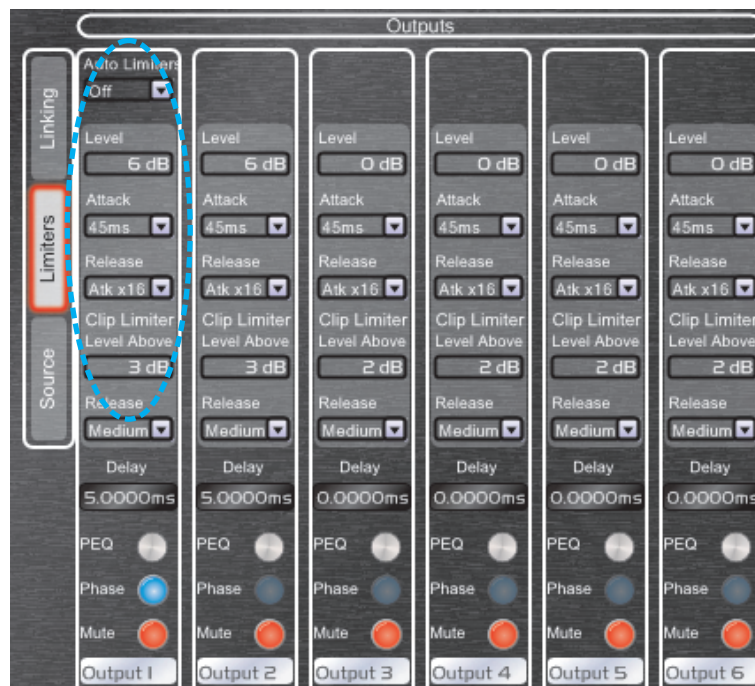 Outputs
Linking
Limiters
Source
Auto Limiters
Off
Level
6 dB
Attack
45ms
Release
Atk x16
Clip Limiter
Level Above
3 dB
Release
Medium
Delay
5.0000ms
PEQ
Phase
Mute
Output 1
Level
6 dB
Attack
45ms
Release
Atk x16
Clip Limiter
Level Above
3 dB
Release
Medium
Delay
5.0000ms
PEQ
Phase
Mute
Output 2
Level
0 dB
Attack
45ms
Release
Atk x16
Clip Limiter
Level Above
2 dB
Release
Medium
Delay
0.0000ms
PEQ
Phase
Mute
Output 3
Level
0 dB
Attack
45ms
Release
Atk x16
Clip Limiter
Level Above
2 dB
Release
Medium
Delay
0.0000ms
PEQ
Phase
Mute
Output 4
Level
0 dB
Attack
45ms
Release
Atk x16
Clip Limiter
Level Above
2 dB
Release
Medium
Delay
0.0000ms
PEQ
Phase
Mute
Output 5
Level
0 dB
Attack
45ms
Release
Atk x16
Clip Limiter
Level Above
2 dB
Release
Medium
Delay
0.0000ms
PEQ
Phase
Mute
Output 6